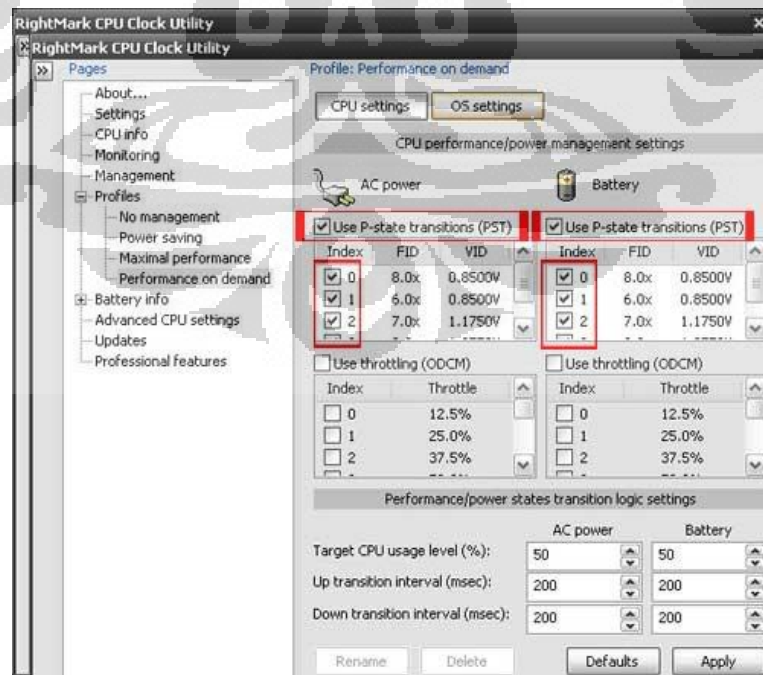 RightMark CPU Clock Utility
RightMark CPU Clock Utility
Pages
About...
Settings
CPU info
Monitoring
Management
Profiles
No management
Power saving
Maximal performance
Performance on demand
Battery info
Advanced CPU settings
Updates
Professional features
Profile: Performance on demand
CPU settings OS settings
CPU performance/power management settings
AC power Battery
Use P-state transitions (PST) Use P-state transitions (PST)
Index FID VID Index FID VID
0 8.0x 0.8500V 0 8.0x 0.8500V
1 6.0x 0.8500V 1 6.0x 0.8500V
2 7.0x 1.1750V 2 7.0x 1.1750V
Use throttling (ODCM) Use throttling (ODCM)
Index Throttle Index Throttle
0 12.5% 0 12.5%
1 25.0% 1 25.0%
2 37.5% 2 37.5%
Performance/power states transition logic settings
AC power Battery
Target CPU usage level (%): 50 50
Up transition interval (msec): 200 200
Down transition interval (msec): 200 200
Rename Delete Defaults Apply